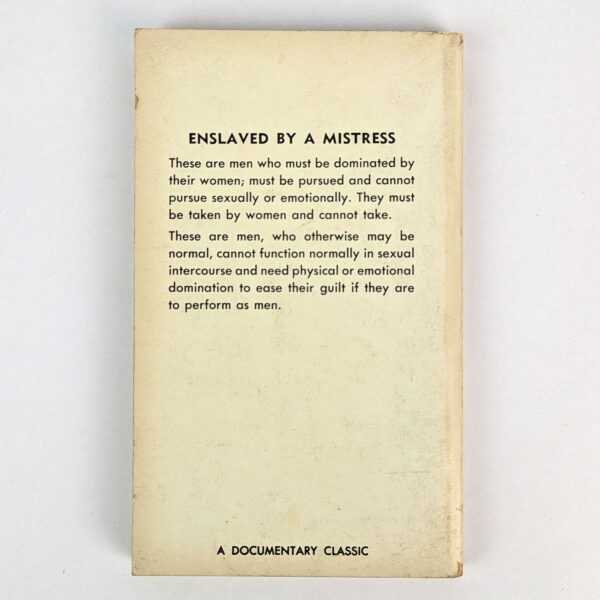 ENSLAVED BY A MISTRESS
These are men who must be dominated by
their women; must be pursued and cannot
pursue sexually or emotionally. They must
be taken by women and cannot take.
These are men, who otherwise may be
normal, cannot function normally in sexual
intercourse and need physical or emotional
domination to ease their guilt if they are
to perform as men.
A DOCUMENTARY CLASSIC